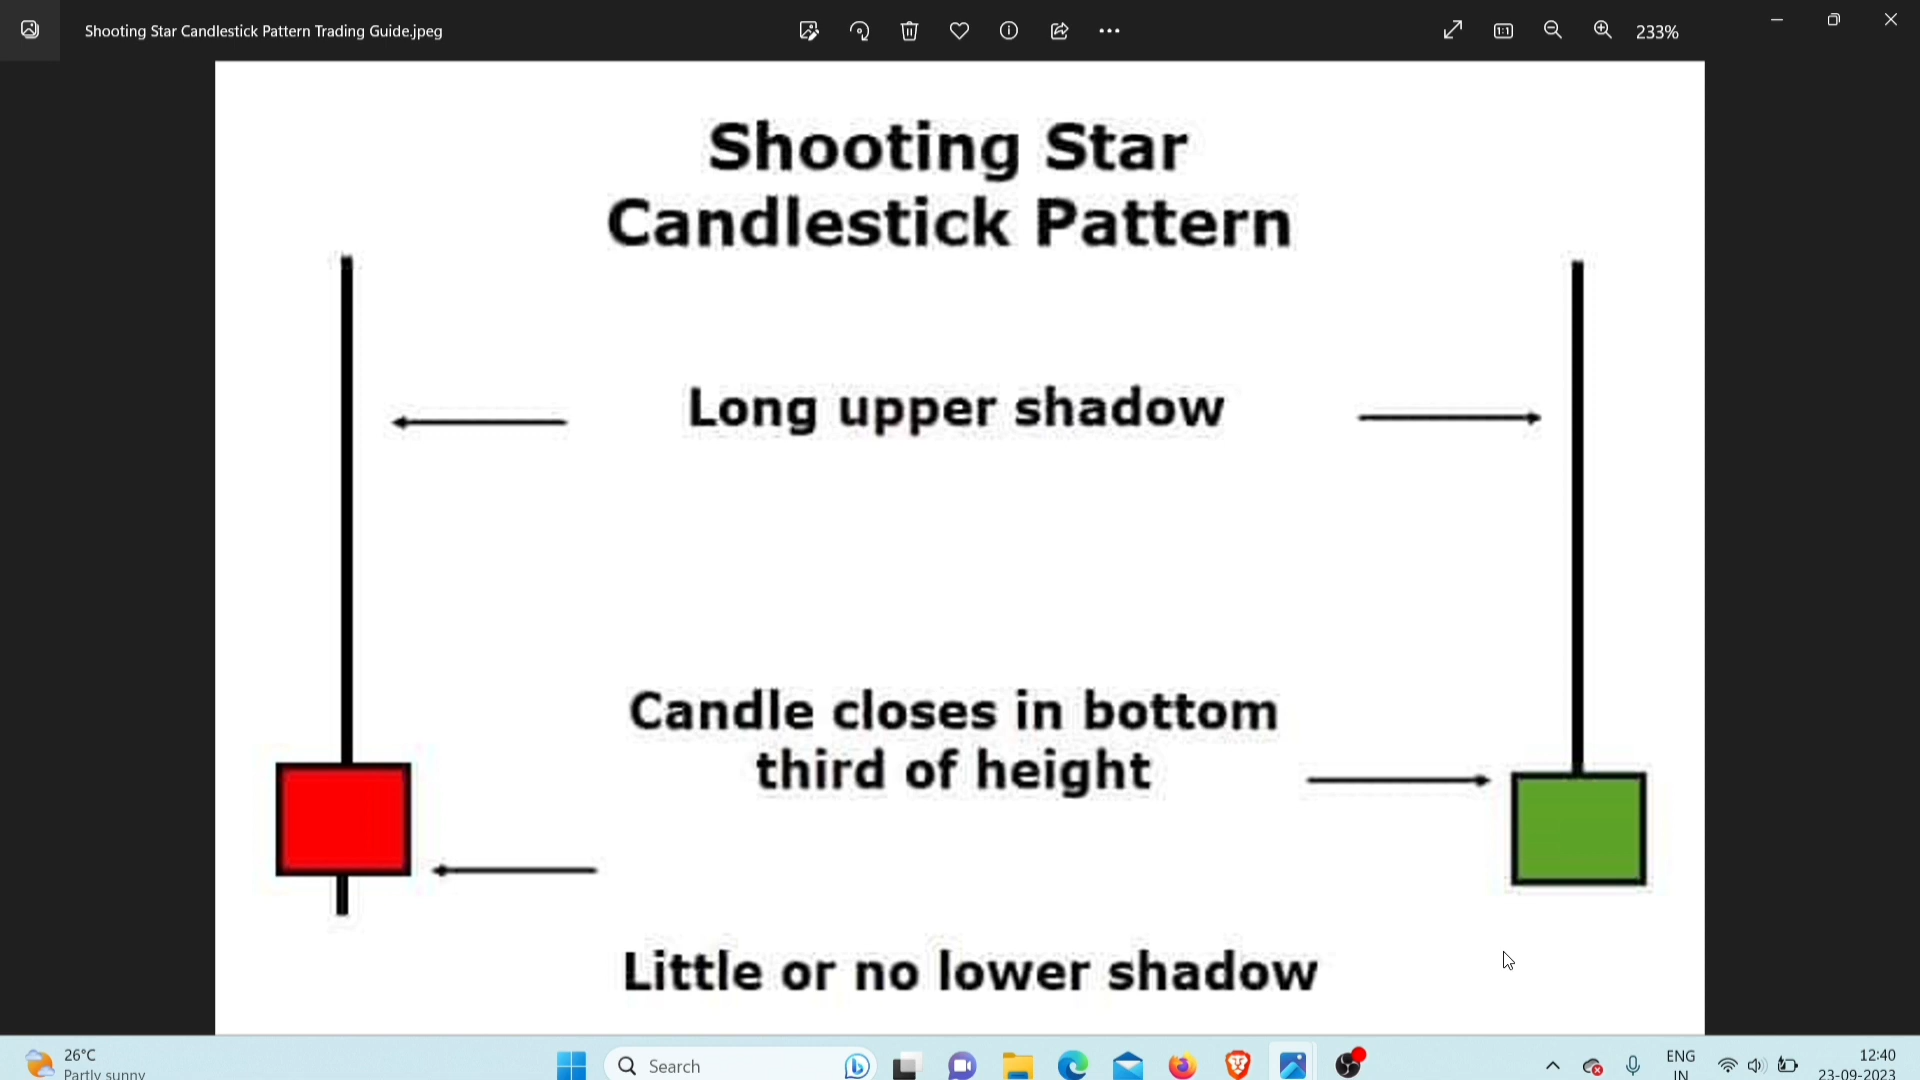 Shooting Star Candlestick Pattern Trading Guide.jpeg
1:1
233%
Shooting Star
Candlestick Pattern
Long upper shadow
Candle closes in bottom
third of height
Little or no lower shadow
26°C
Partly sunny
Search
ENG
IN
12:40
23-09-2023